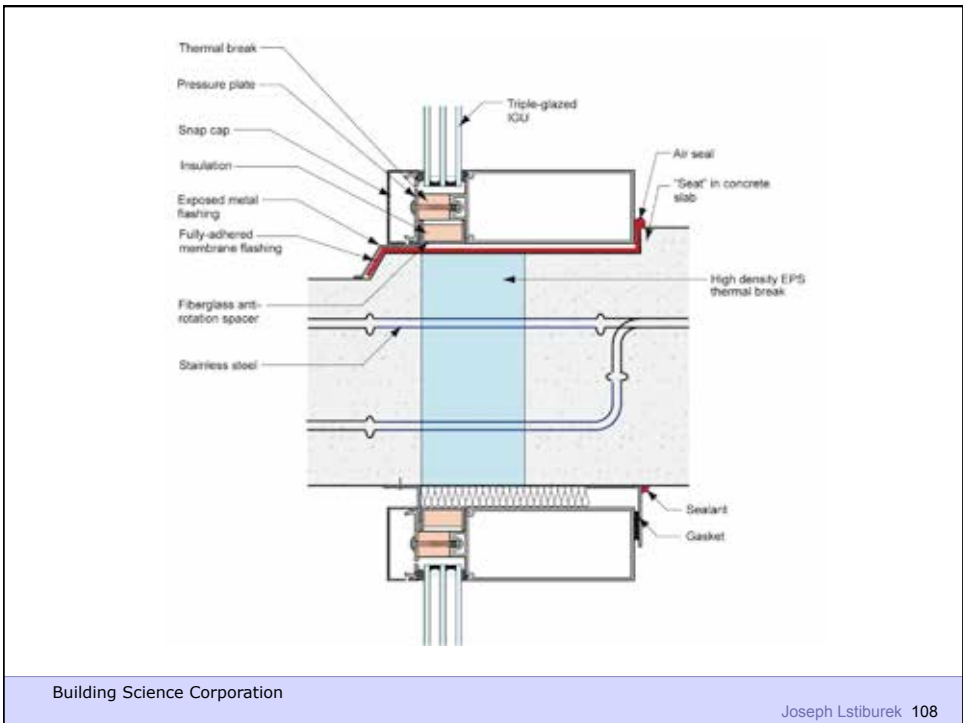 Thermal break
Pressure plate
Snap cap
Insulation
Exposed metal
flashing
Fully-adhered
membrane flashing
Fiberglass anti-
rotation spacer
Stainless steel
Triple-glazed
IGU
Air seal
"Seat" in concrete
slab
High density EPS
thermal break
Sealant
Gasket
Building Science Corporation
Joseph Lstiburek 108